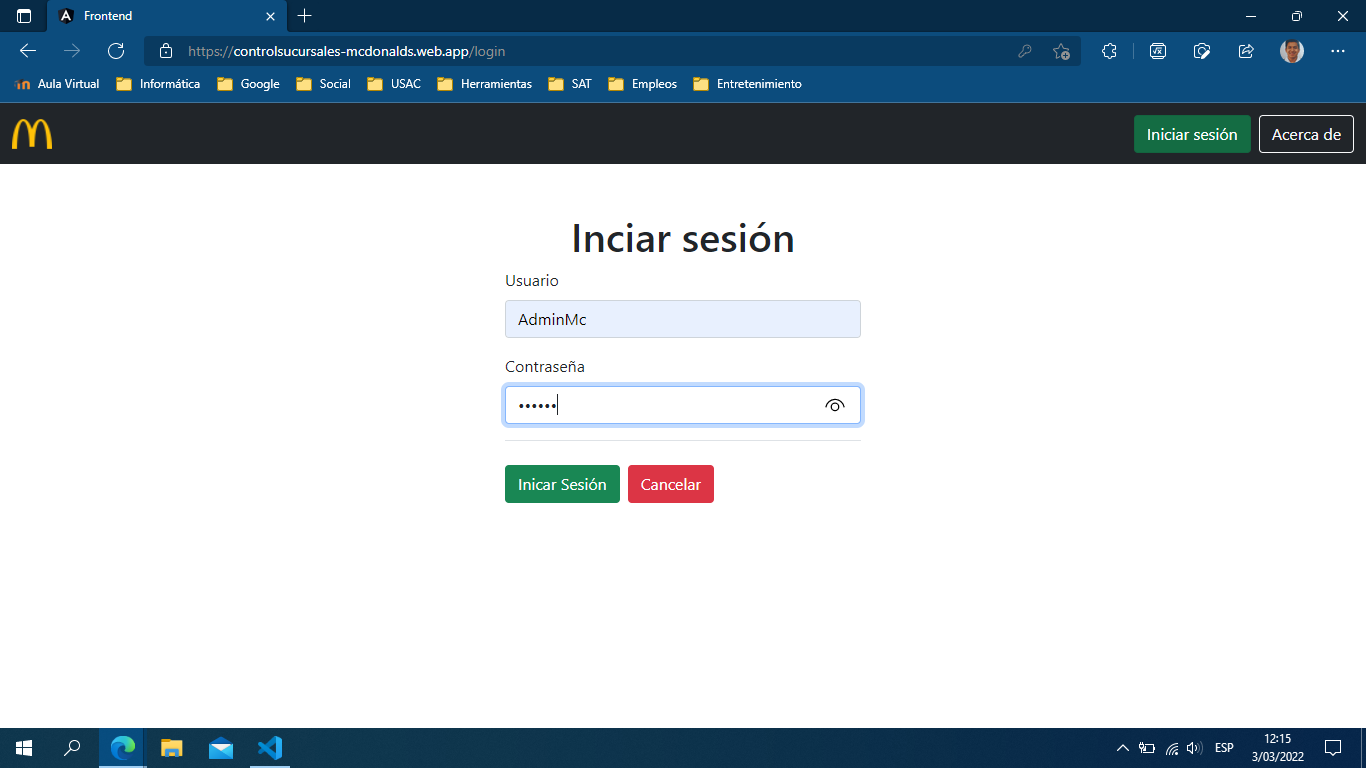 Frontend
https://controlsucursales-mcdonalds.web.app/login
Aula Virtual Informática Google Social USAC Herramientas SAT Empleos Entretenimiento
Iniciar sesión Acerca de
Inciar sesión
Usuario
AdminMc
Contraseña
••••••
Inicar Sesión Cancelar
ESP
12:15
3/03/2022